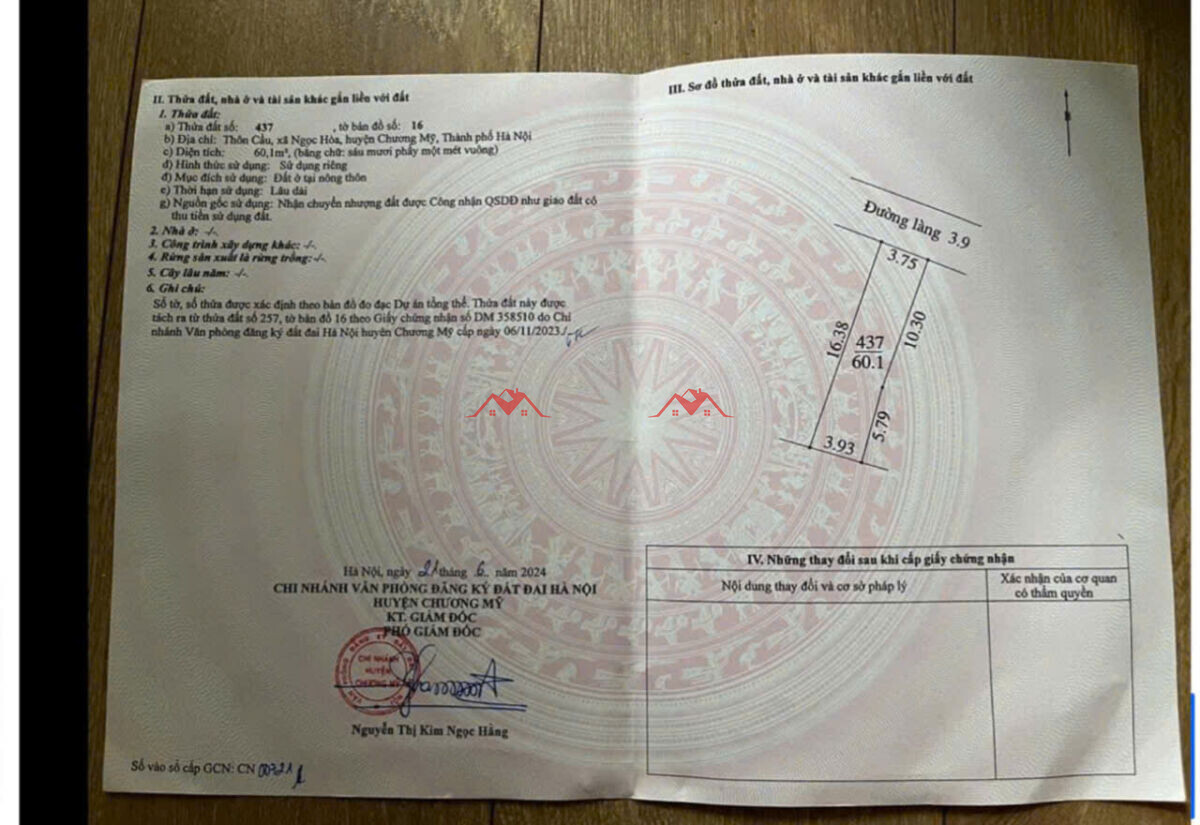 II. Thửa đất, nhà ở và tài sản khác gắn liền với đất
1. Thửa đất:
a) Thửa đất số: 437 , tờ bản đồ số: 16
b) Địa chỉ: Thôn Cầu, xã Ngọc Hòa, huyện Chương Mỹ, Thành phố Hà Nội
c) Diện tích: 60,1m², (bằng chữ: sáu mươi phẩy một mét vuông)
d) Hình thức sử dụng: Sử dụng riêng
đ) Mục đích sử dụng: Đất ở tại nông thôn
e) Thời hạn sử dụng: Lâu dài
g) Nguồn gốc sử dụng: Nhận chuyển nhượng đất được Công nhận QSDĐ như giao đất có
thu tiền sử dụng đất.
2. Nhà ở: -/-.
3. Công trình xây dựng khác: -/-.
4. Rừng sản xuất là rừng trồng: -/-.
5. Cây lâu năm: -/-.
6. Ghi chú:
Số tờ, số thửa được xác định theo bản đồ đo đạc Dự án tổng thể. Thửa đất này được
tách ra từ thửa đất số 257, tờ bản đồ 16 theo Giấy chứng nhận số DM 358510 do Chi
nhánh Văn phòng đăng ký đất đai Hà Nội huyện Chương Mỹ cấp ngày 06/11/2023./.
Hà Nội, ngày 21 tháng 6 năm 2024
CHI NHÁNH VĂN PHÒNG ĐĂNG KÝ ĐẤT ĐAI HÀ NỘI
HUYỆN CHƯƠNG MỸ
KT. GIÁM ĐỐC
PHÓ GIÁM ĐỐC
CHI NHÁNH
HUYỆN
CHƯƠNG MỸ
Nguyễn Thị Kim Ngọc Hằng
Số vào sổ cấp GCN: CN
III. Sơ đồ thửa đất, nhà ở và tài sản khác gắn liền với đất
Đường làng 3.9
3.75
16.38
10.30
437
60.1
5.79
3.93
IV. Những thay đổi sau khi cấp giấy chứng nhận
Nội dung thay đổi và cơ sở pháp lý
Xác nhận của cơ quan
có thẩm quyền